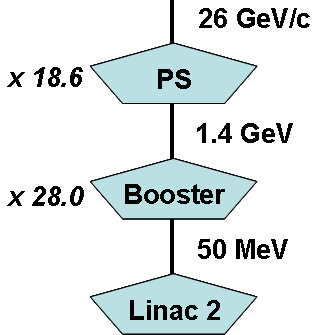 26 GeV/c
x 18.6
PS
1.4 GeV
x 28.0
Booster
50 MeV
Linac 2